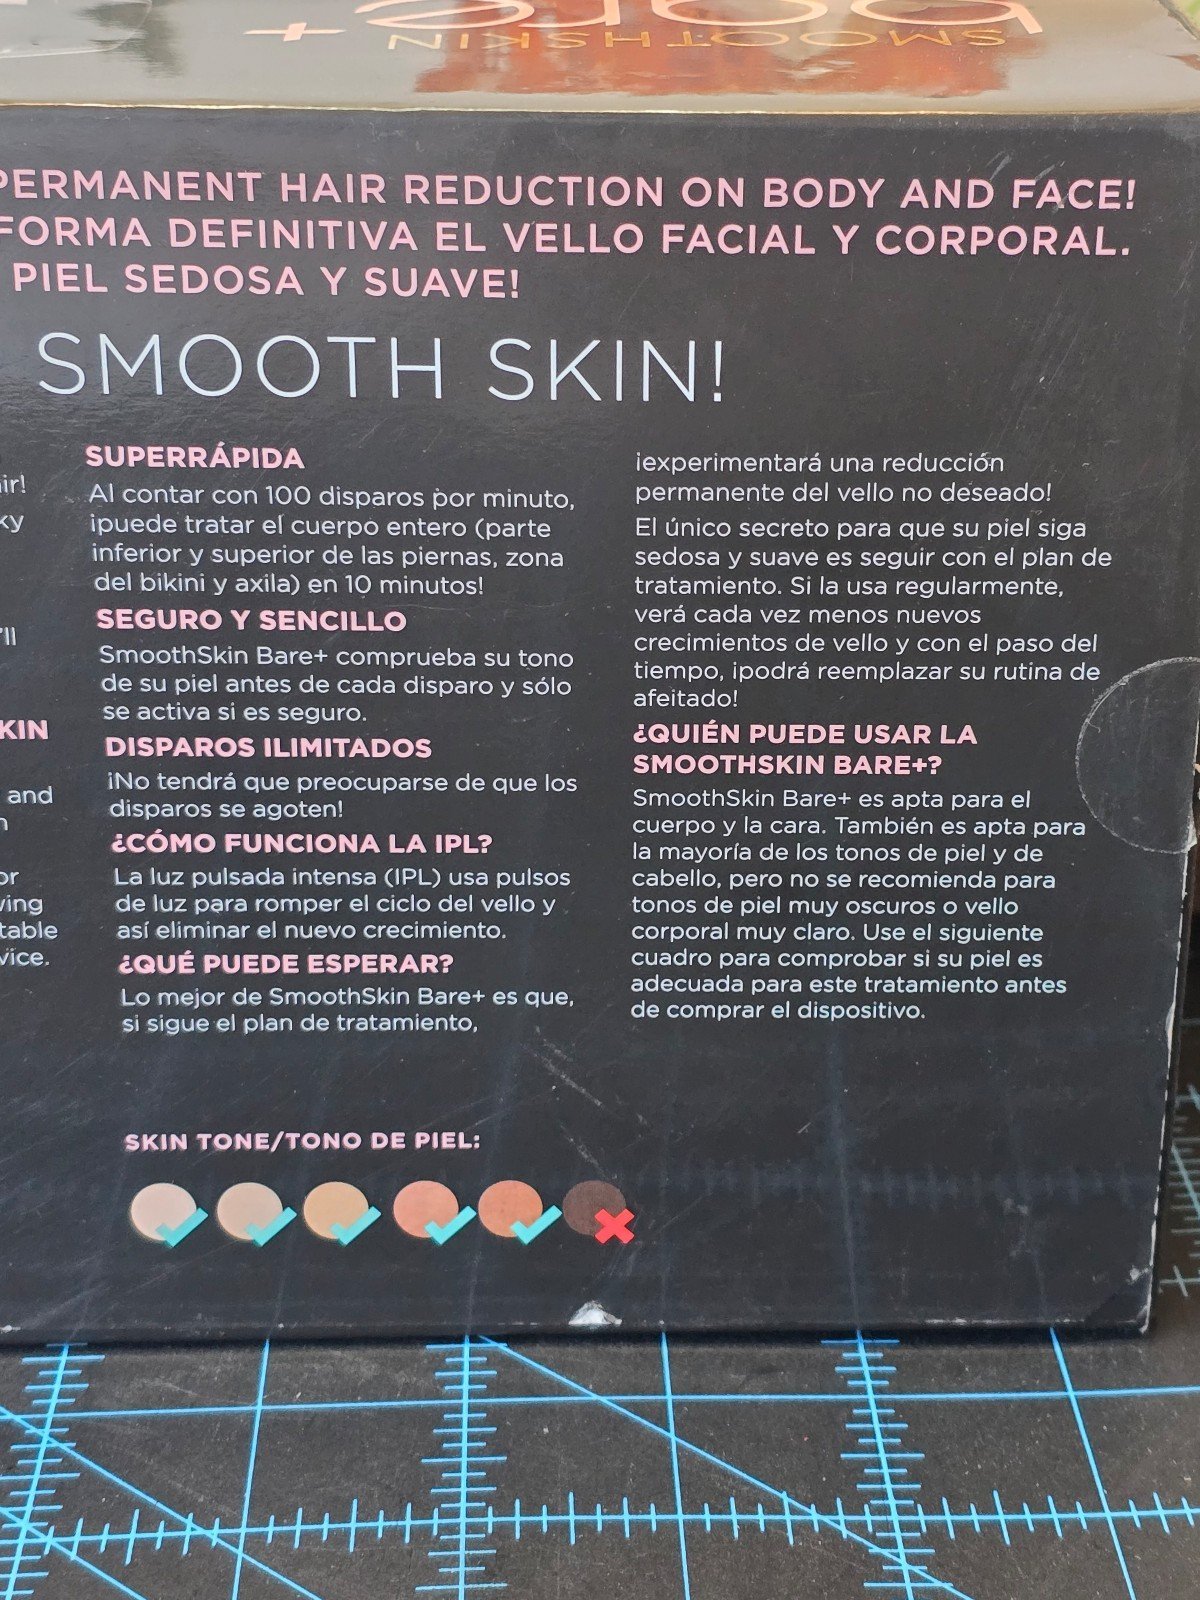 bare +
SMOOTHSKIN
PERMANENT HAIR REDUCTION ON BODY AND FACE!
FORMA DEFINITIVA EL VELLO FACIAL Y CORPORAL.
PIEL SEDOSA Y SUAVE!
SMOOTH SKIN!
ir!
ky
'll
KIN
and
n
or
ving
table
vice.
SUPERRÁPIDA
Al contar con 100 disparos por minuto,
¡puede tratar el cuerpo entero (parte
inferior y superior de las piernas, zona
del bikini y axila) en 10 minutos!
SEGURO Y SENCILLO
SmoothSkin Bare+ comprueba su tono
de su piel antes de cada disparo y sólo
se activa si es seguro.
DISPAROS ILIMITADOS
¡No tendrá que preocuparse de que los
disparos se agoten!
¿CÓMO FUNCIONA LA IPL?
La luz pulsada intensa (IPL) usa pulsos
de luz para romper el ciclo del vello y
así eliminar el nuevo crecimiento.
¿QUÉ PUEDE ESPERAR?
Lo mejor de SmoothSkin Bare+ es que,
si sigue el plan de tratamiento,
¡experimentará una reducción
permanente del vello no deseado!
El único secreto para que su piel siga
sedosa y suave es seguir con el plan de
tratamiento. Si la usa regularmente,
verá cada vez menos nuevos
crecimientos de vello y con el paso del
tiempo, ¡podrá reemplazar su rutina de
afeitado!
¿QUIÉN PUEDE USAR LA
SMOOTHSKIN BARE+?
SmoothSkin Bare+ es apta para el
cuerpo y la cara. También es apta para
la mayoría de los tonos de piel y de
cabello, pero no se recomienda para
tonos de piel muy oscuros o vello
corporal muy claro. Use el siguiente
cuadro para comprobar si su piel es
adecuada para este tratamiento antes
de comprar el dispositivo.
SKIN TONE/TONO DE PIEL: